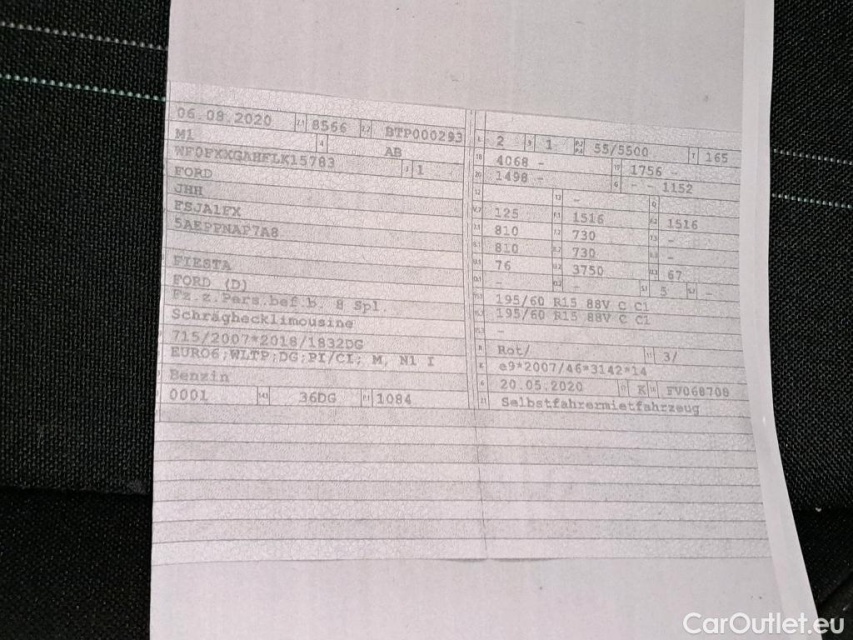 06.08.2020 8566 BTP000293
M1 AB
WF0FXXGAHFLK15783 1
FORD
JHH
FSJA1FX
5AEPFNAP7A8
FIESTA
FORD (D)
Fz.z.Pers.bef.b. 8 Spl.
Schräghecklimousine
715/2007*2018/1832DG
EURO6;WLTP;DG;PI/CI; M, N1 I
Benzin
0001 36DG 1084
2 1 55/5500 165
4068 - 1756 -
1498 - - - 1152
-
125 1516 1516
810 730 -
810 730 -
76 3750 67
- - 5 -
195/60 R15 88V C C1
195/60 R15 88V C C1
-
Rot/ 3/
e9*2007/46*3142*14
20.05.2020 K FV068708
Selbstfahrermietfahrzeug
CarOutlet.eu